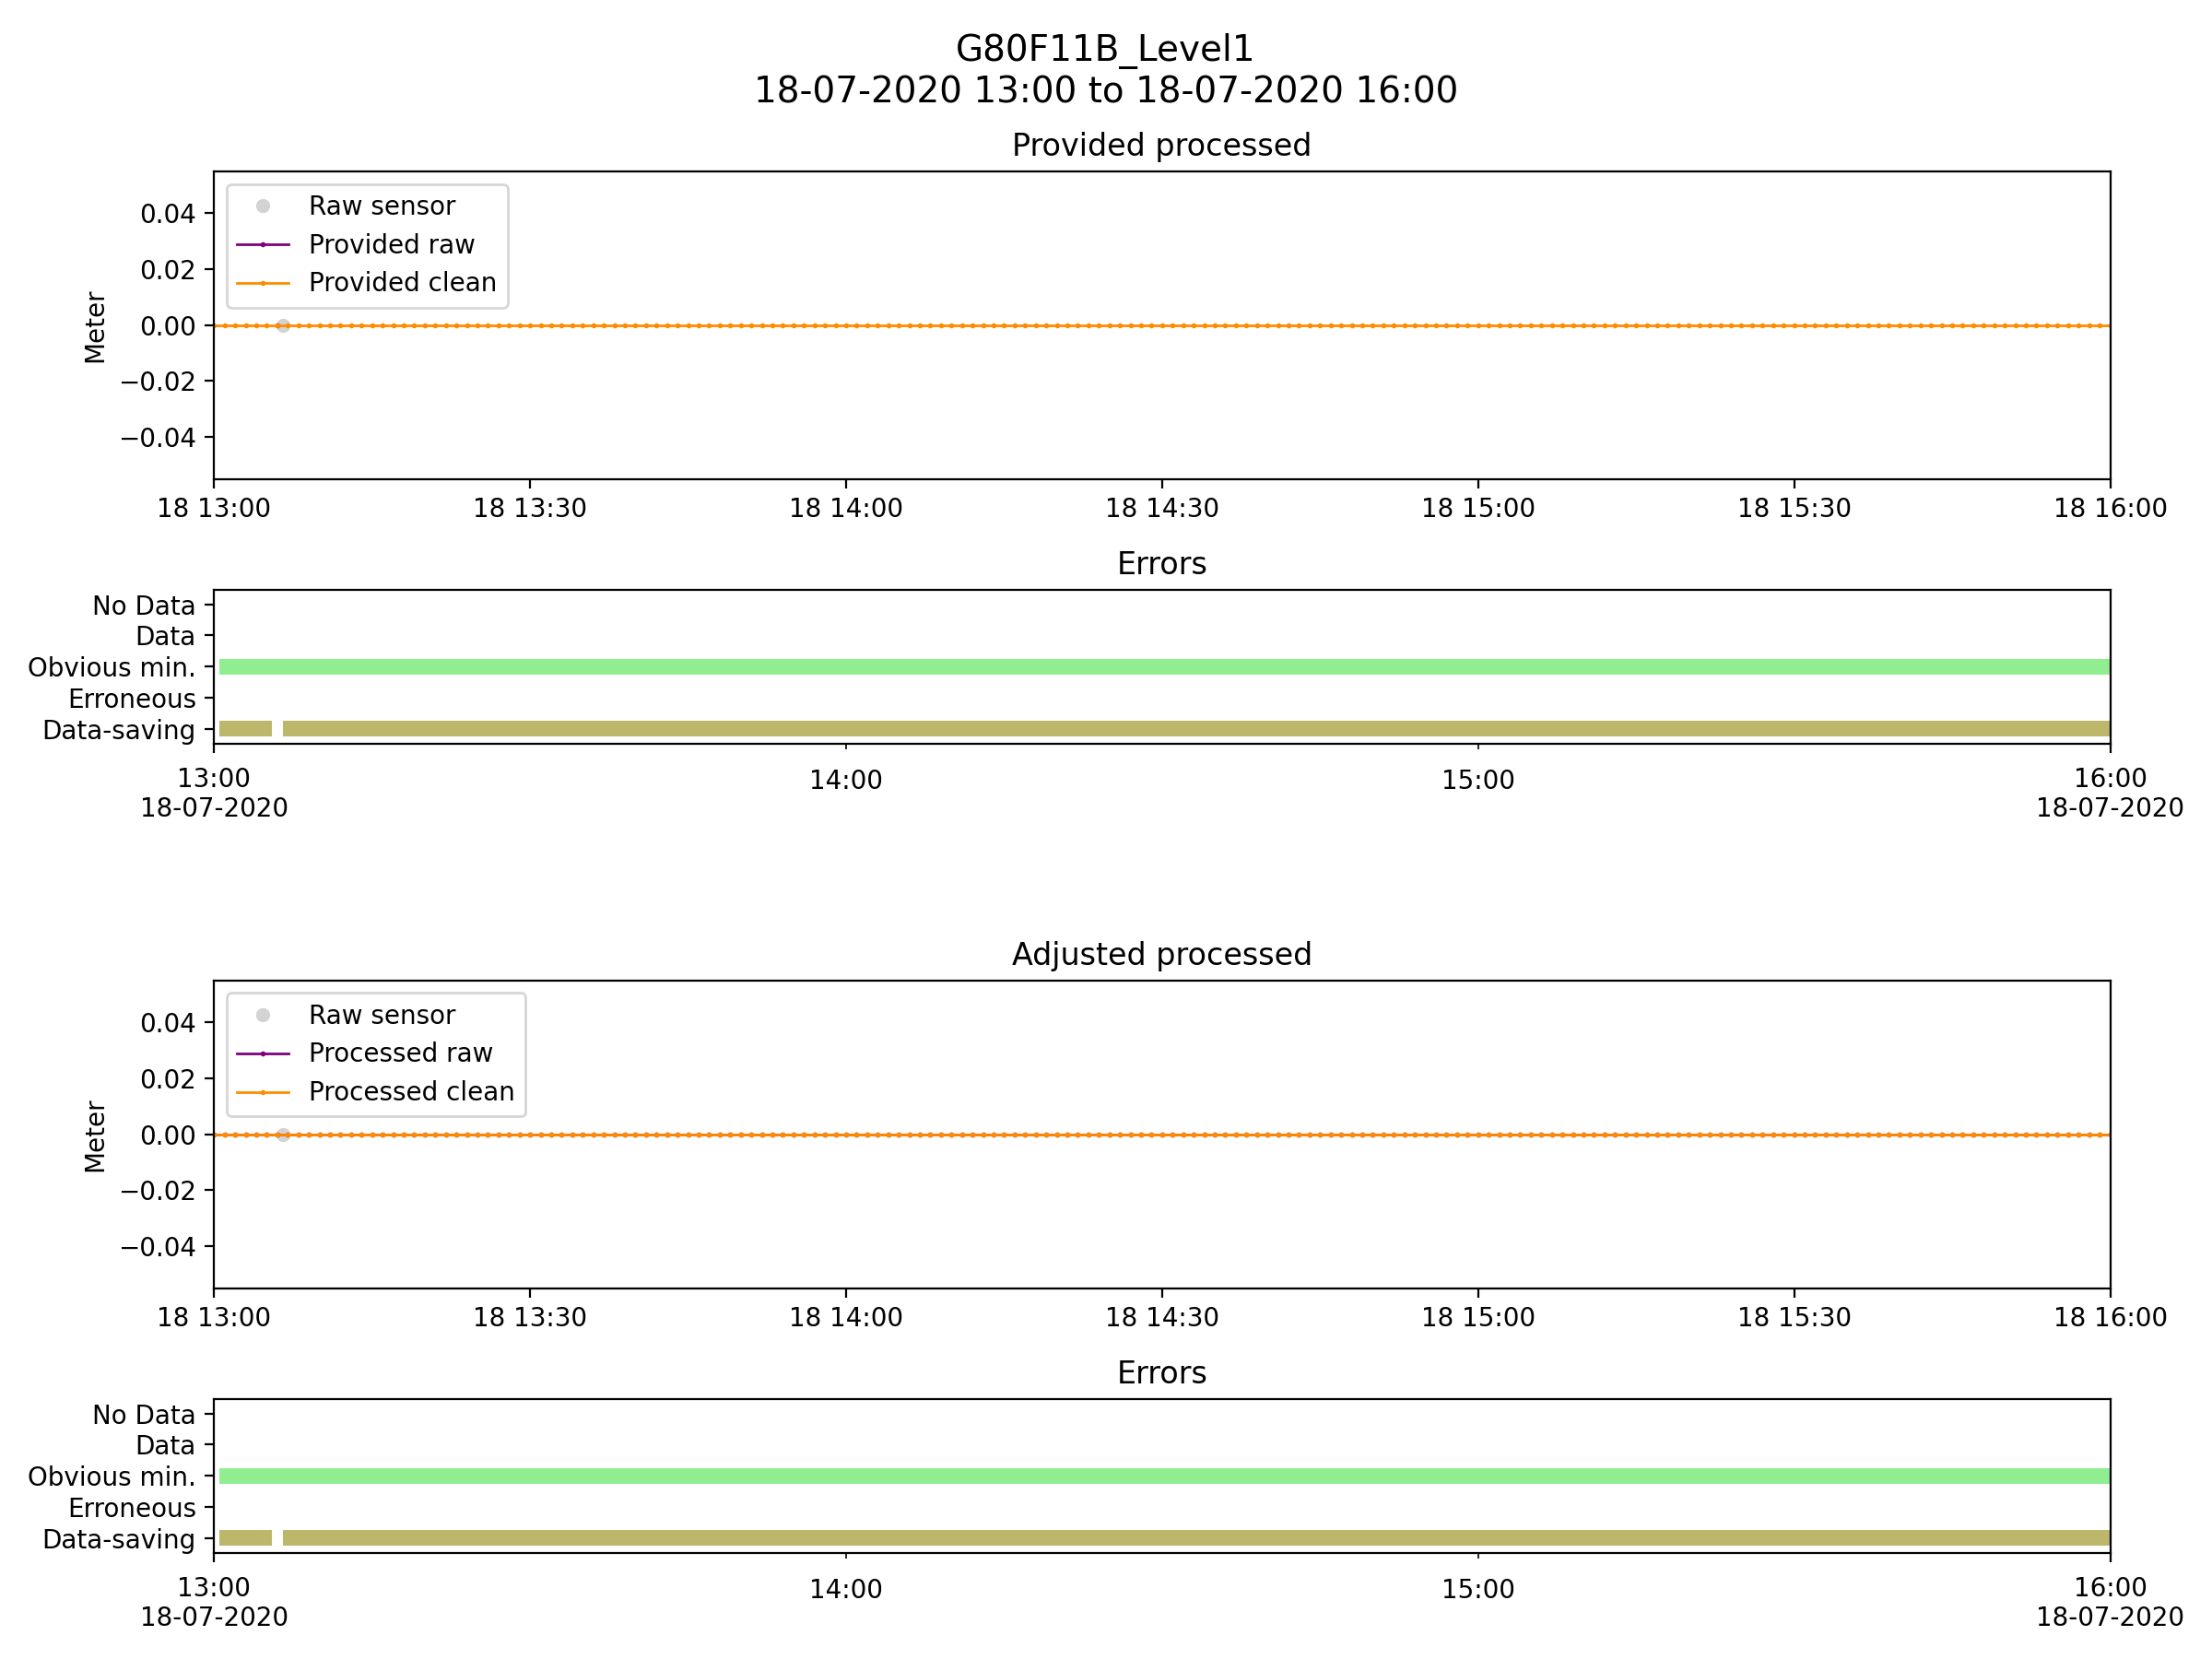 G80F11B_Level1
18-07-2020 13:00 to 18-07-2020 16:00
Provided processed
Raw sensor
Provided raw
Provided clean
Meter
0.04
0.02
0.00
−0.02
−0.04
18 13:00 18 13:30 18 14:00 18 14:30 18 15:00 18 15:30 18 16:00
Errors
No Data
Data
Obvious min.
Erroneous
Data-saving
13:00 14:00 15:00 16:00
18-07-2020 18-07-2020
Adjusted processed
Raw sensor
Processed raw
Processed clean
Meter
0.04
0.02
0.00
−0.02
−0.04
18 13:00 18 13:30 18 14:00 18 14:30 18 15:00 18 15:30 18 16:00
Errors
No Data
Data
Obvious min.
Erroneous
Data-saving
13:00 14:00 15:00 16:00
18-07-2020 18-07-2020